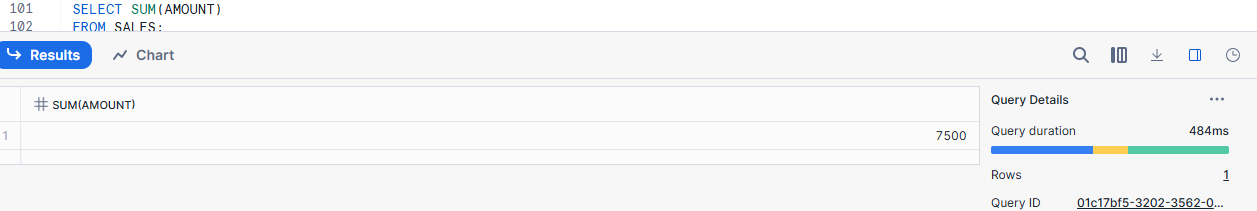 101 SELECT SUM(AMOUNT)
102 FROM SALES;
Results Chart
SUM(AMOUNT)
1 7500
Query Details ...
Query duration 484ms
Rows 1
Query ID 01c17bf5-3202-3562-0...